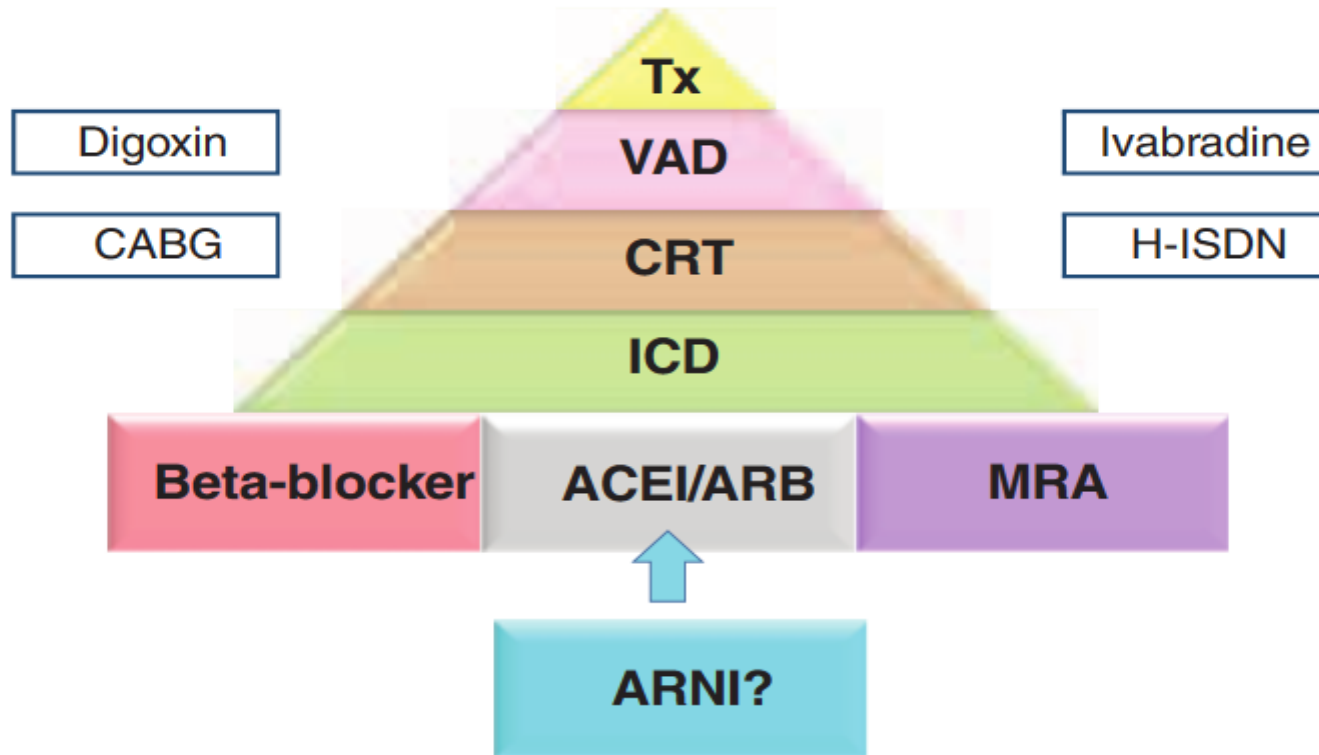 Tx
Digoxin
VAD
Ivabradine
CABG
CRT
H-ISDN
ICD
Beta-blocker
ACEI/ARB
MRA
ARNI?